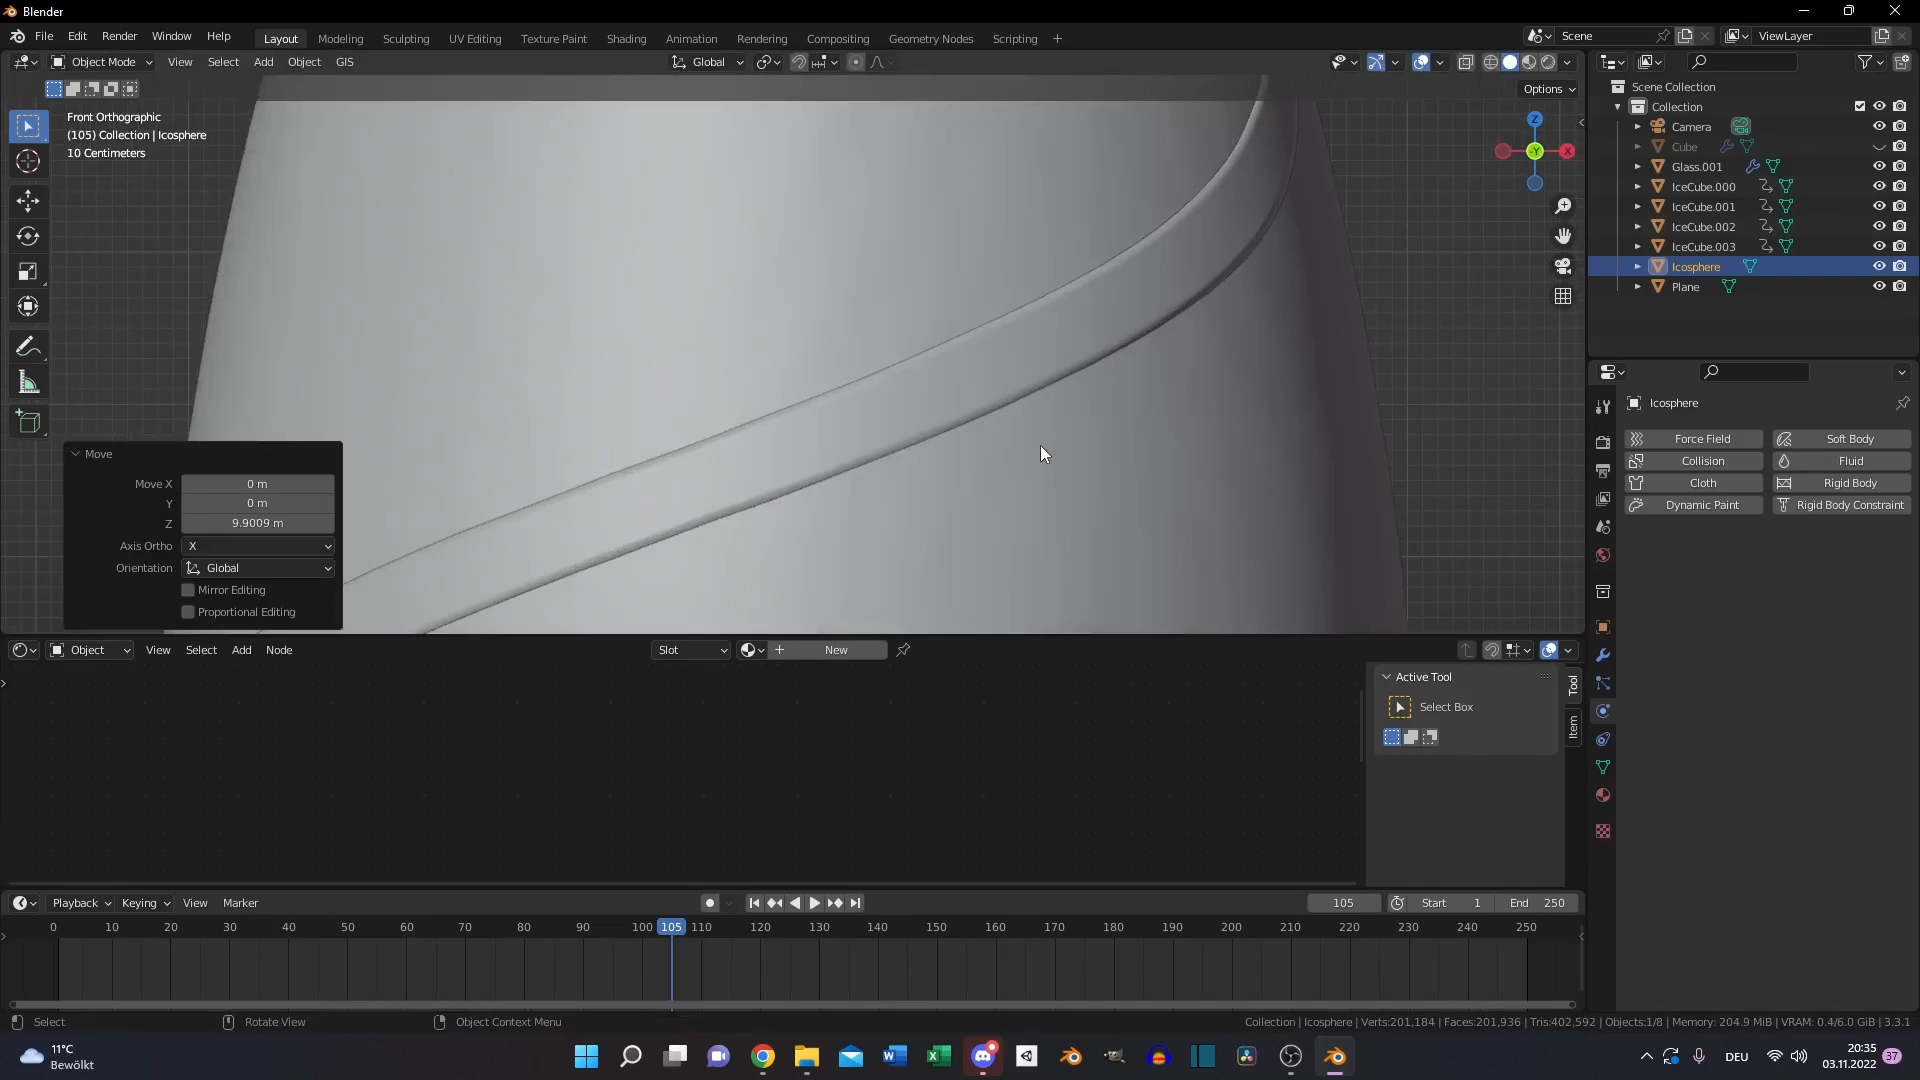 Blender
File Edit Render Window Help Layout Modeling Sculpting UV Editing Texture Paint Shading Animation Rendering Compositing Geometry Nodes Scripting + Scene ViewLayer
Object Mode View Select Add Object GIS Global
Options
Front Orthographic
(105) Collection | Icosphere
10 Centimeters
Z
-Y
X
Scene Collection
Collection
Camera
Cube
Glass.001
IceCube.000
IceCube.001
IceCube.002
IceCube.003
Icosphere
Plane
Icosphere
Force Field Soft Body
Collision Fluid
Cloth Rigid Body
Dynamic Paint Rigid Body Constraint
Move
Move X 0 m
Y 0 m
Z 9.9009 m
Axis Ortho X
Orientation Global
Mirror Editing
Proportional Editing
Object View Select Add Node Slot New
Active Tool
Select Box
Tool
Item
Playback Keying View Marker 105 Start 1 End 250
0 10 20 30 40 50 60 70 80 90 100 105 110 120 130 140 150 160 170 180 190 200 210 220 230 240 250
Select Rotate View Object Context Menu Collection | Icosphere | Verts:201,184 | Faces:201,936 | Tris:402,592 | Objects:1/8 | Memory: 204.9 MiB | VRAM: 0.4/6.0 GiB | 3.3.1
11°C
Bewölkt
DEU
20:35
03.11.2022
37